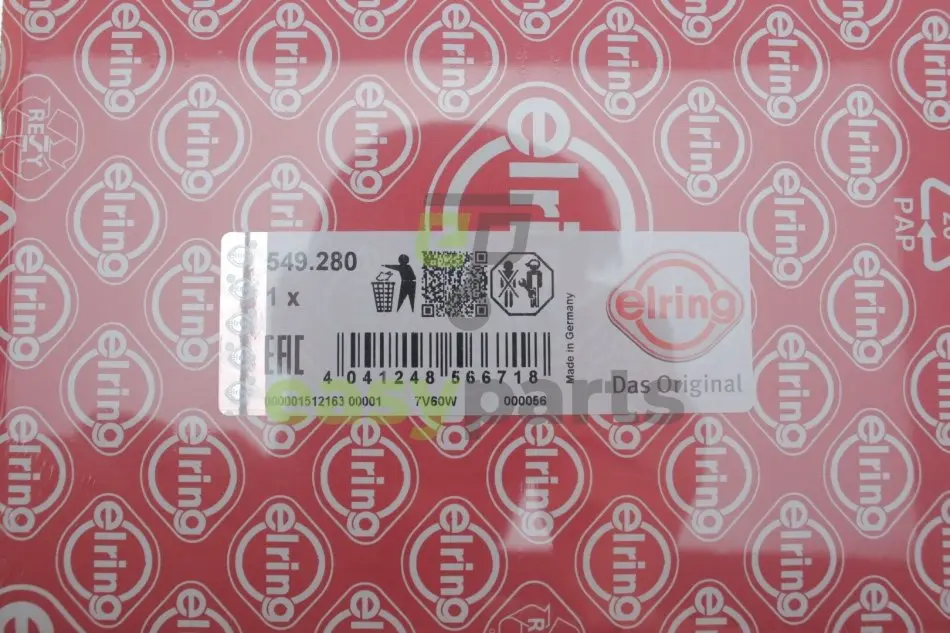 elring
RE Y
PAP
549.280
1 x
EAC
4 041248 566718
000001512163 00001 7V60W 000056
Made in Germany
elring
Das Original
easyparts